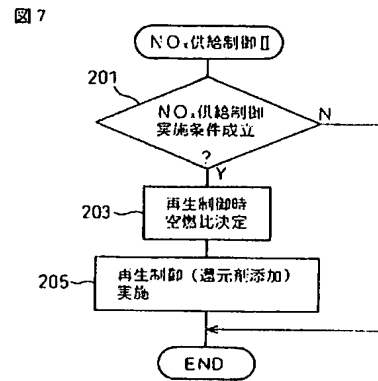 図7
NOx供給制御Ⅱ
201
NOx供給制御
実施条件成立
?
N
Y
203
再生制御時
空燃比決定
205
再生制御（還元剤添加）
実施
END